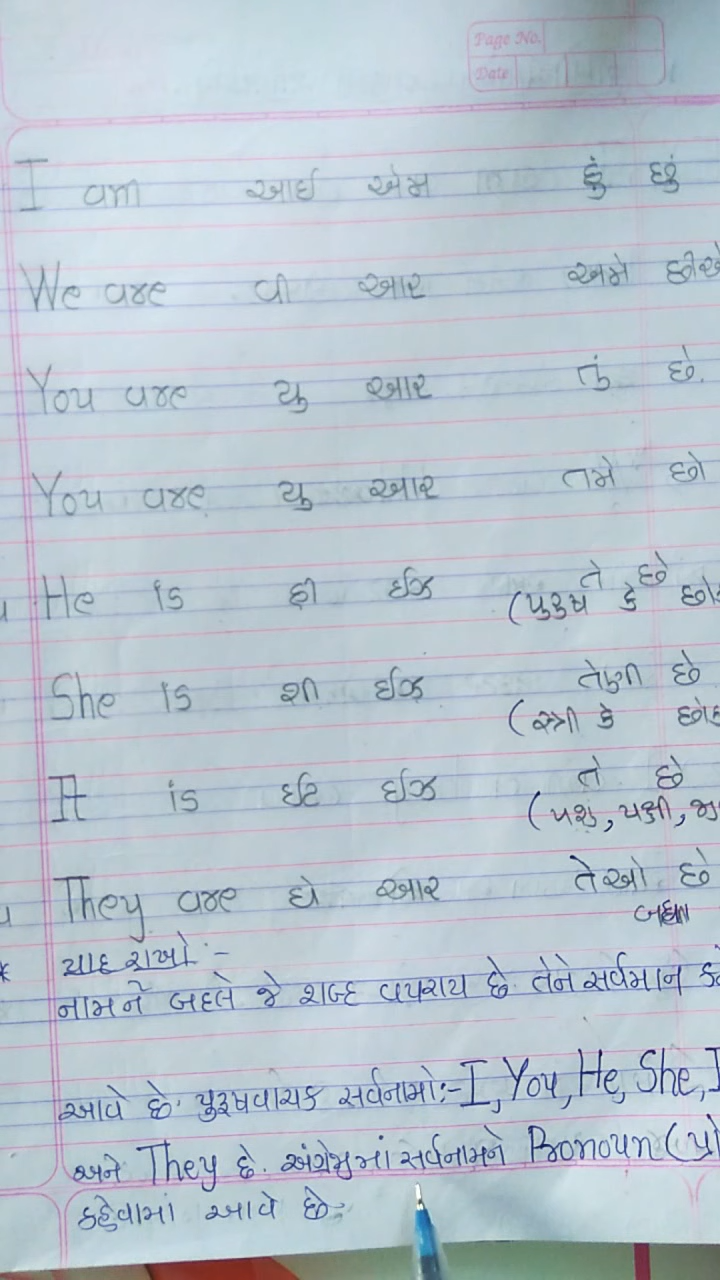 Page No.
Date
I am આઈ એમ હું છું
We are વી આર અમે છીએ
You are યુ આર તું છે.
You are યુ આર તમે છો
He is હી ઈઝ તે છે
(પુરુષ કે
She is શી ઈઝ તેણી છે
(સ્ત્રી કે
It is ઈટ ઈઝ તે છે
(પશુ, પક્ષી,
They are ધે આર તેઓ છે
બધા
* યાદ રાખો :-
નામને બદલે જે શબ્દ વપરાય છે. તેને સર્વમાન
આવે છે. પુરૂષવાચક સર્વનામો:- I, You, He, She,
અને They છે. અંગ્રેજીમાં સર્વનામને Pronoun (પ્રો
કહેવામાં આવે છે.